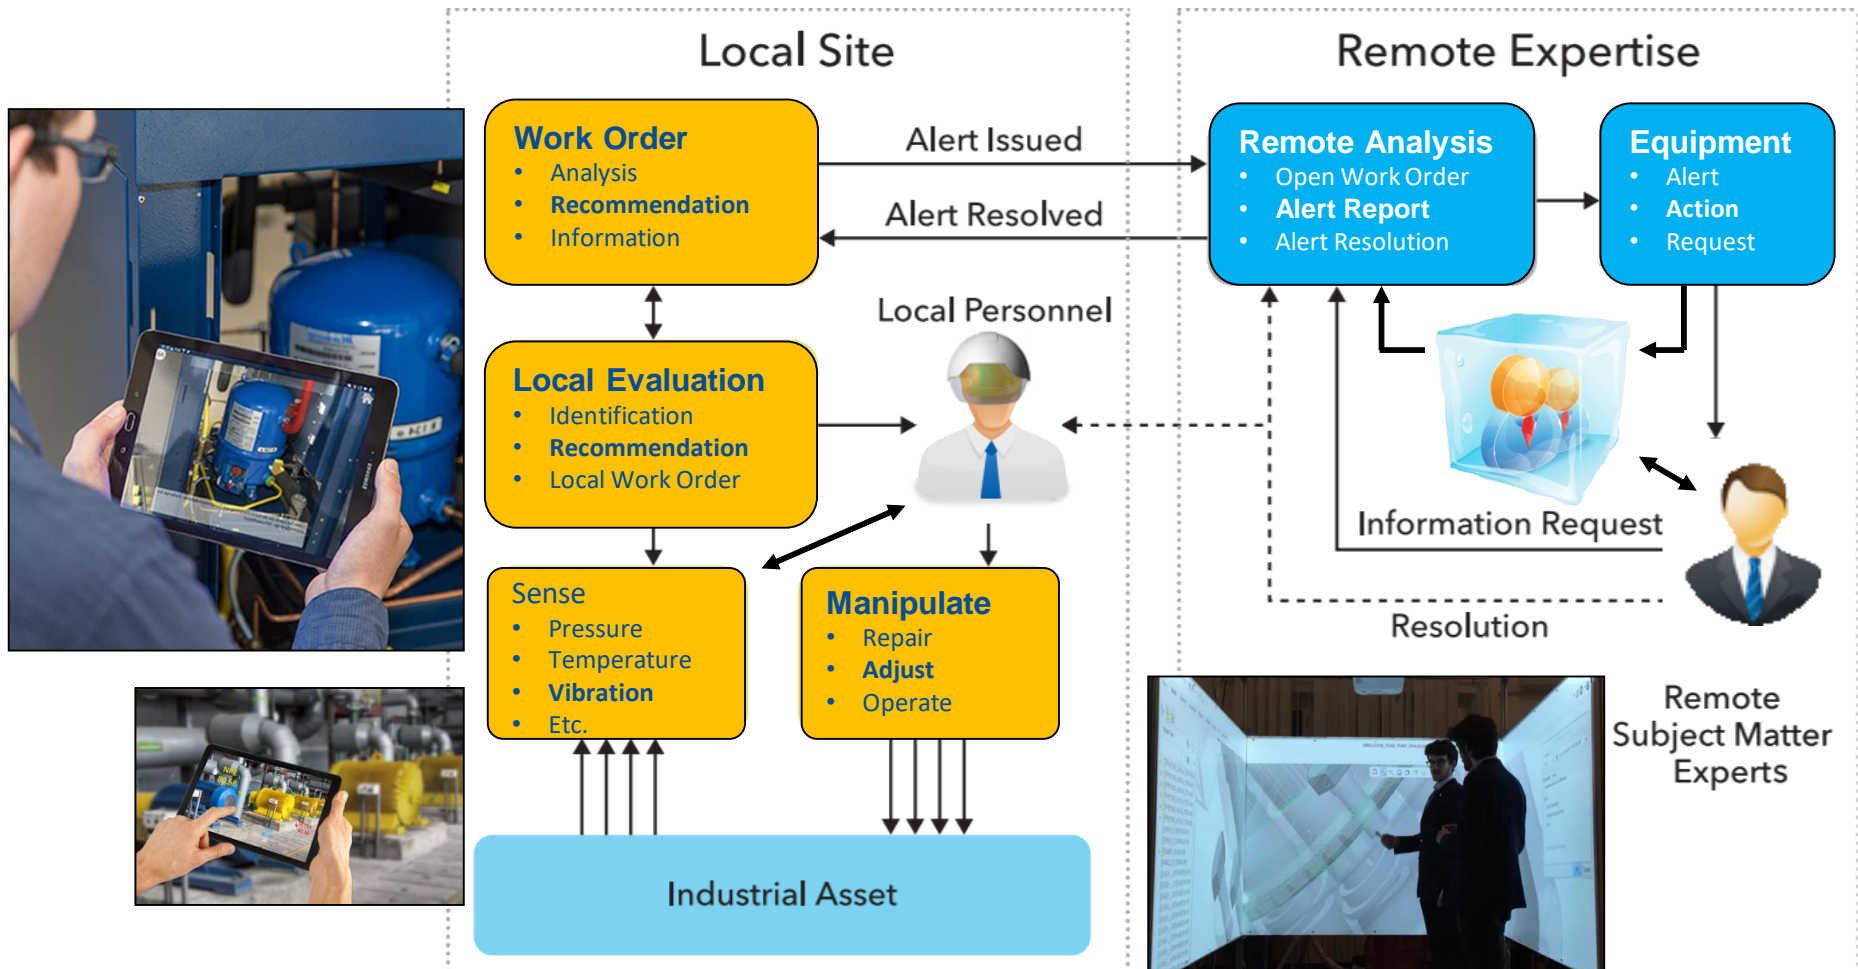 Local Site
Remote Expertise
Work Order
• Analysis
• Recommendation
• Information
Alert Issued
Alert Resolved
Remote Analysis
• Open Work Order
• Alert Report
• Alert Resolution
Equipment
• Alert
• Action
• Request
Local Personnel
Local Evaluation
• Identification
• Recommendation
• Local Work Order
Information Request
Resolution
Sense
• Pressure
• Temperature
• Vibration
• Etc.
Manipulate
• Repair
• Adjust
• Operate
Remote
Subject Matter
Experts
Industrial Asset
SAMSUNG